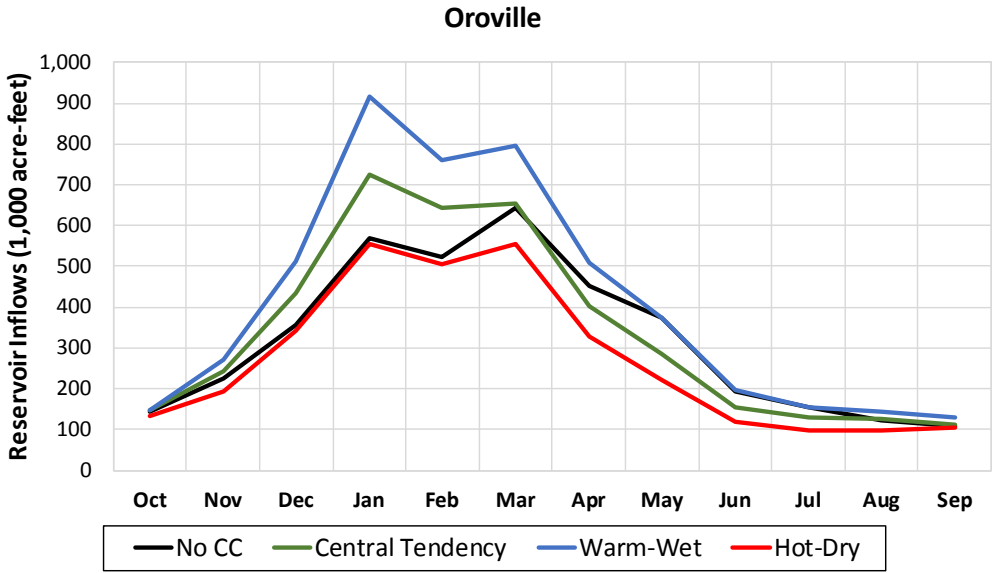 Oroville
Reservoir Inflows (1,000 acre-feet)
1,000
900
800
700
600
500
400
300
200
100
0
Oct Nov Dec Jan Feb Mar Apr May Jun Jul Aug Sep
No CC Central Tendency Warm-Wet Hot-Dry